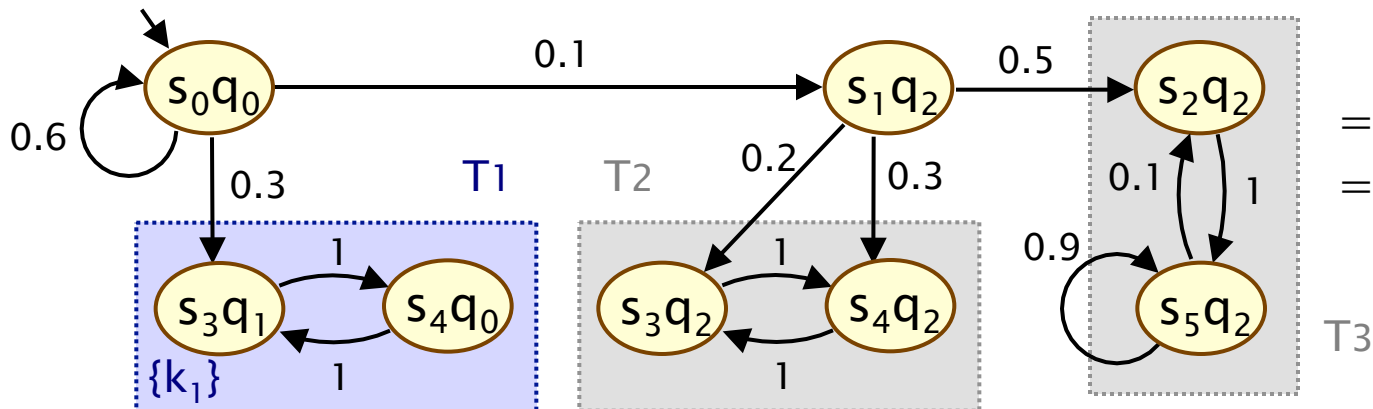 0.1
0.5
s₀q₀
s₁q₂
s₂q₂
=
0.6
0.2
T1
T2
0.3
0.3
0.1
1
=
1
1
0.9
s₃q₁
s₄q₀
s₃q₂
s₄q₂
s₅q₂
T3
{k₁}
1
1